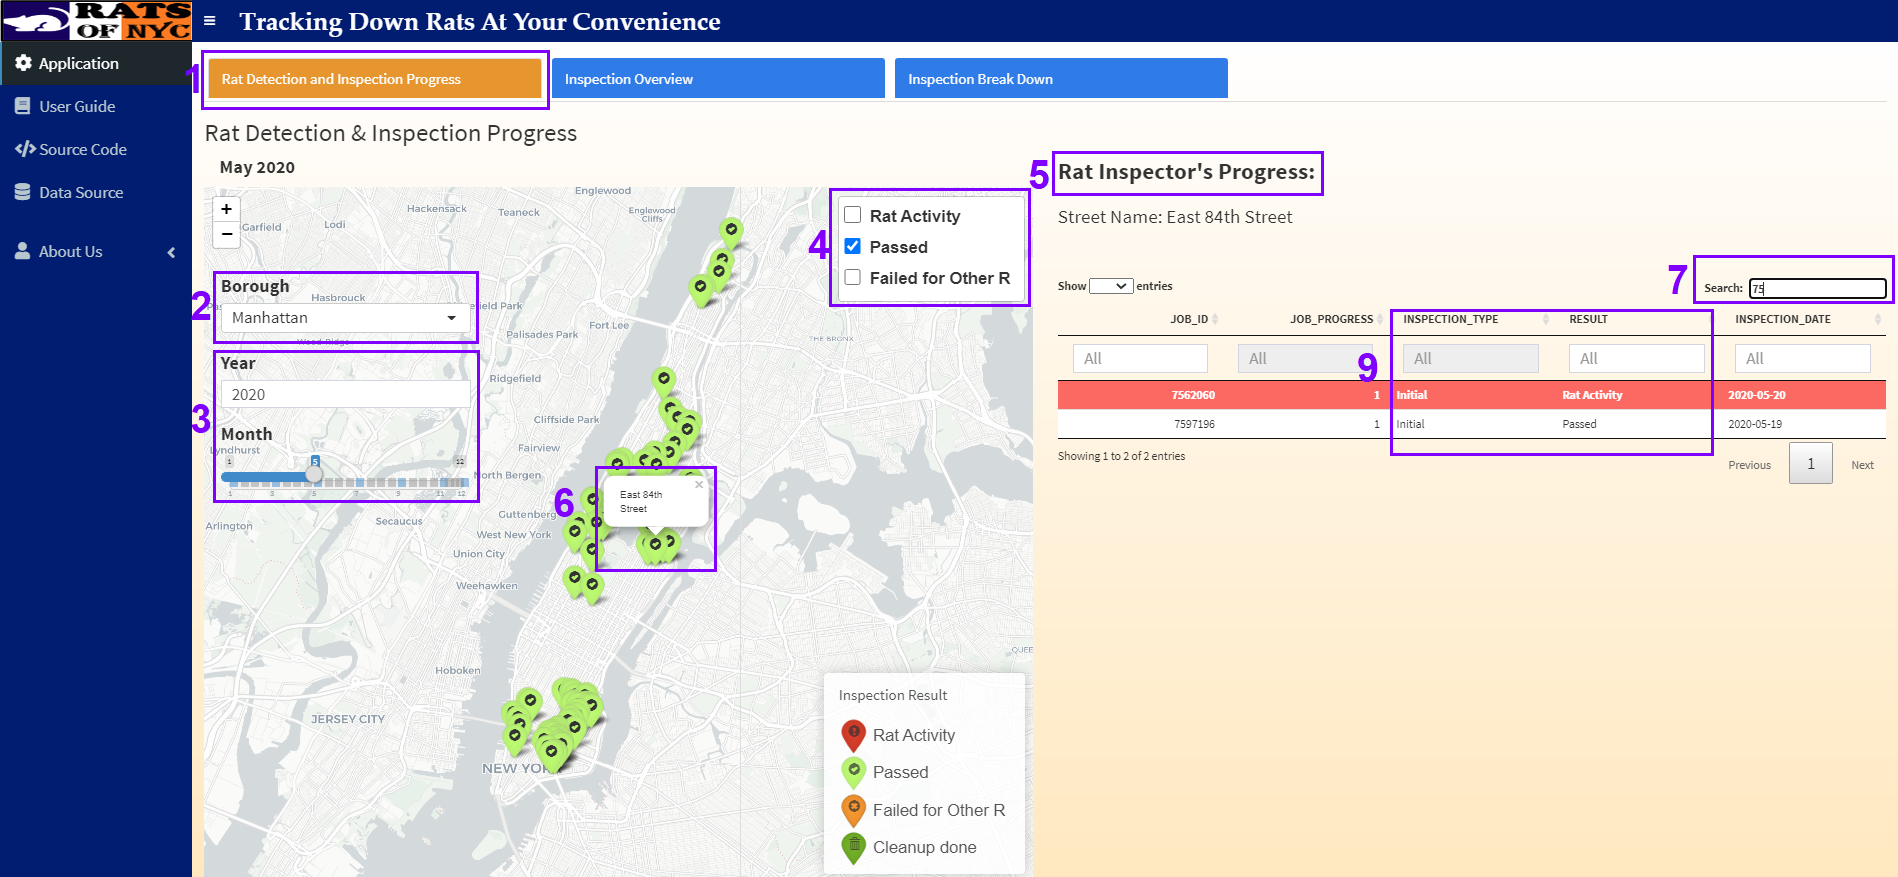 RATS
OF NYC
Tracking Down Rats At Your Convenience
Application
User Guide
Source Code
Data Source
About Us
1
Rat Detection and Inspection Progress
Inspection Overview
Inspection Break Down
Rat Detection & Inspection Progress
May 2020
+
−
Englewood
Hackensack
Teaneck
Englewood
Cliffs
Garfield
Lodi
4
Rat Activity
Passed
Failed for Other R
2
Borough
Manhattan
Hasbrouck
Palisades Park
Fort Lee
THE BRONX
3
Year
2020
Month
1
5
12
1
3
5
7
9
11
12
Ridgefield
Cliffside Park
Fairview
Lyndhurst
North Bergen
Guttenberg
West New York
Arlington
Secaucus
Union City
Weehawken
Hoboken
JERSEY CITY
6
East 84th
Street
×
Inspection Result
Rat Activity
Passed
Failed for Other R
Cleanup done
5
Rat Inspector's Progress:
Street Name: East 84th Street
Show entries
7
Search: 75
JOB_ID JOB_PROGRESS INSPECTION_TYPE RESULT INSPECTION_DATE
9
All All All All All
7562060 1 Initial Rat Activity 2020-05-20
7597196 1 Initial Passed 2020-05-19
Showing 1 to 2 of 2 entries
Previous 1 Next